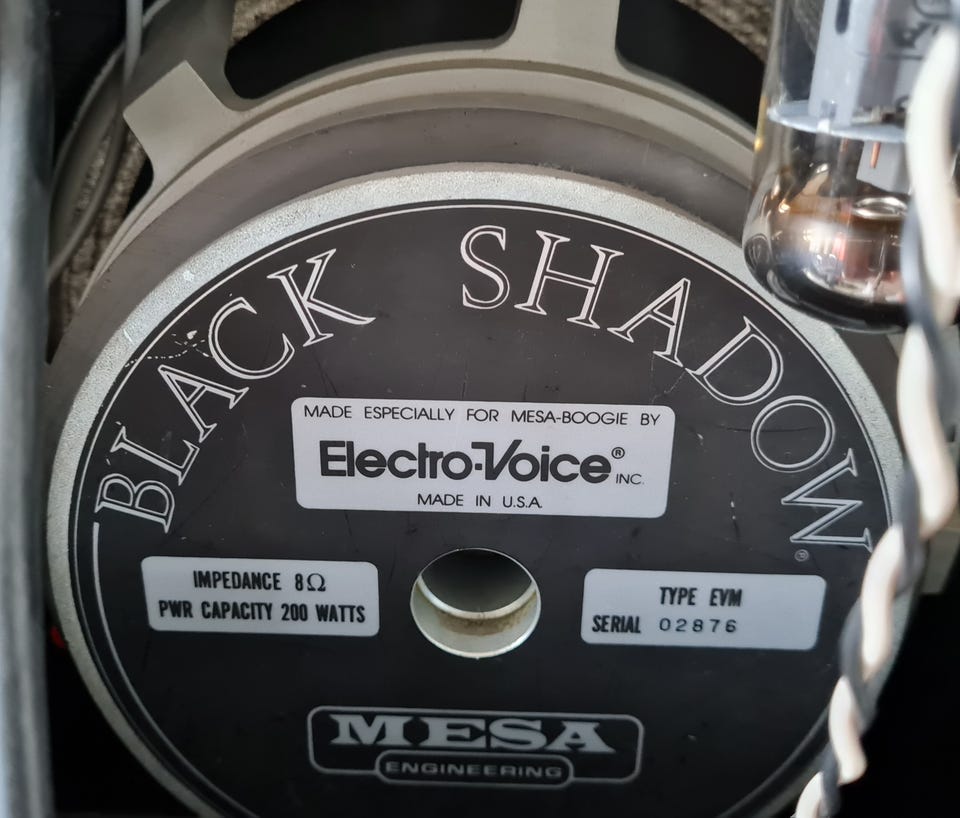 BLACK SHADOW®
MADE ESPECIALLY FOR MESA-BOOGIE BY
Electro-Voice® INC.
MADE IN U.S.A.
IMPEDANCE 8Ω
PWR CAPACITY 200 WATTS
TYPE EVM
SERIAL 02876
MESA
ENGINEERING